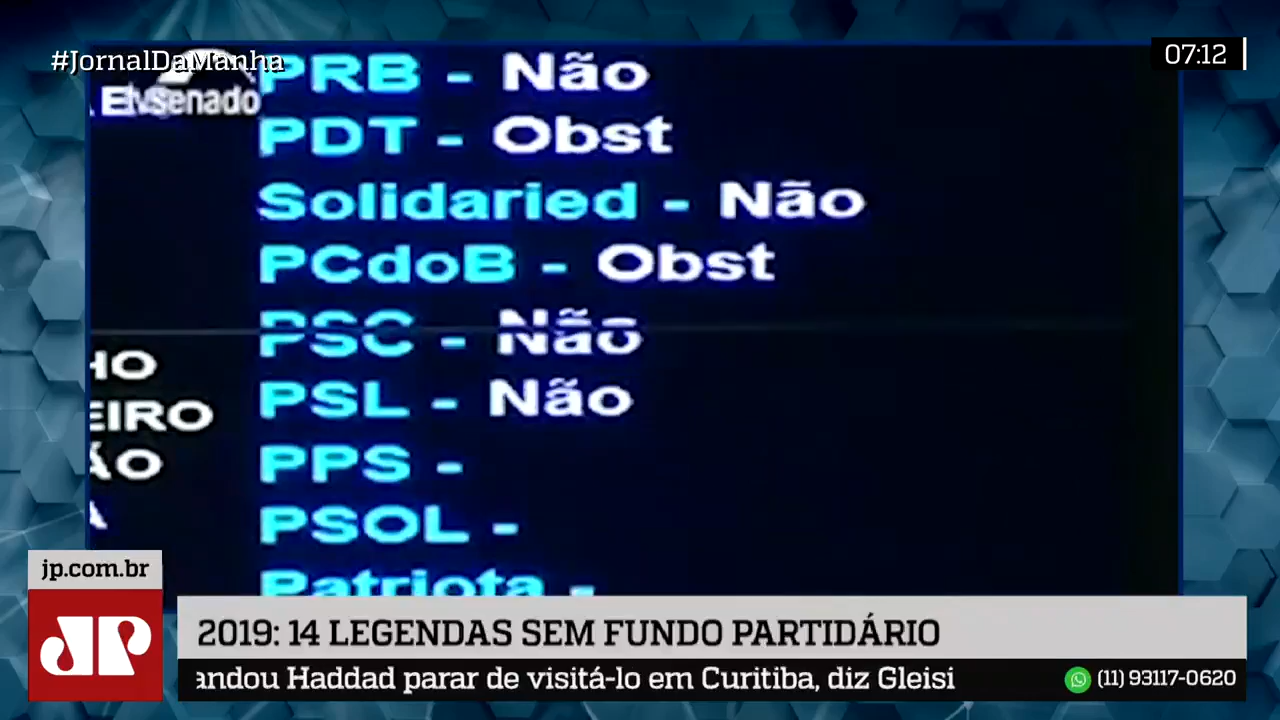 #JornalDaManha
07:12
tvSenado
PRB - Não
PDT - Obst
Solidaried - Não
PCdoB - Obst
PSC - Não
PSL - Não
PPS -
PSOL -
Patriota -
HO
EIRO
ÃO
A
jp.com.br
JP
2019: 14 LEGENDAS SEM FUNDO PARTIDÁRIO
andou Haddad parar de visitá-lo em Curitiba, diz Gleisi
(11) 93117-0620